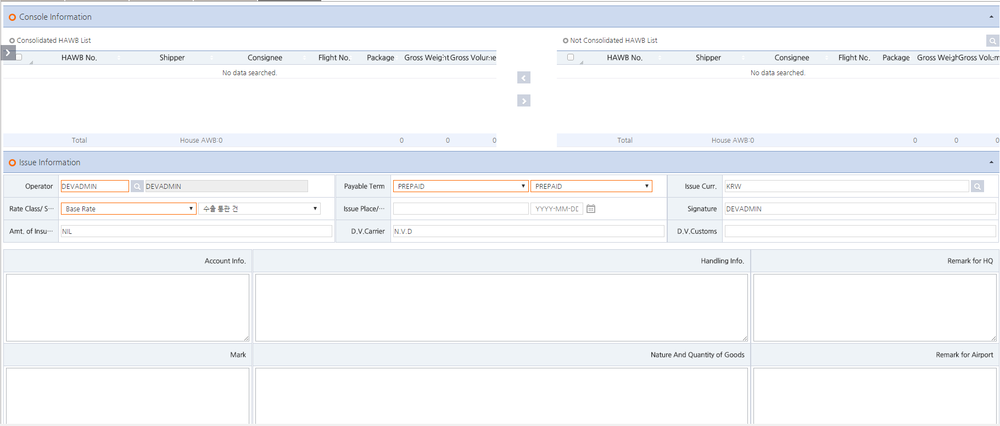 Console Information
Consolidated HAWB List
Not Consolidated HAWB List
HAWB No. Shipper Consignee Flight No. Package Gross Weight Gross Volume
HAWB No. Shipper Consignee Flight No. Package Gross Weigh Gross Volum
No data searched.
No data searched.
Total House AWB:0 0 0 0
Total House AWB:0 0 0 0
Issue Information
Operator DEVADMIN DEVADMIN Payable Term PREPAID PREPAID Issue Curr. KRW
Rate Class/ S··· Base Rate 수출 통관 건 Issue Place/··· YYYY-MM-DD Signature DEVADMIN
Amt. of Insu··· NIL D.V.Carrier N.V.D D.V.Customs
Account Info. Handling Info. Remark for HQ
Mark Nature And Quantity of Goods Remark for Airport